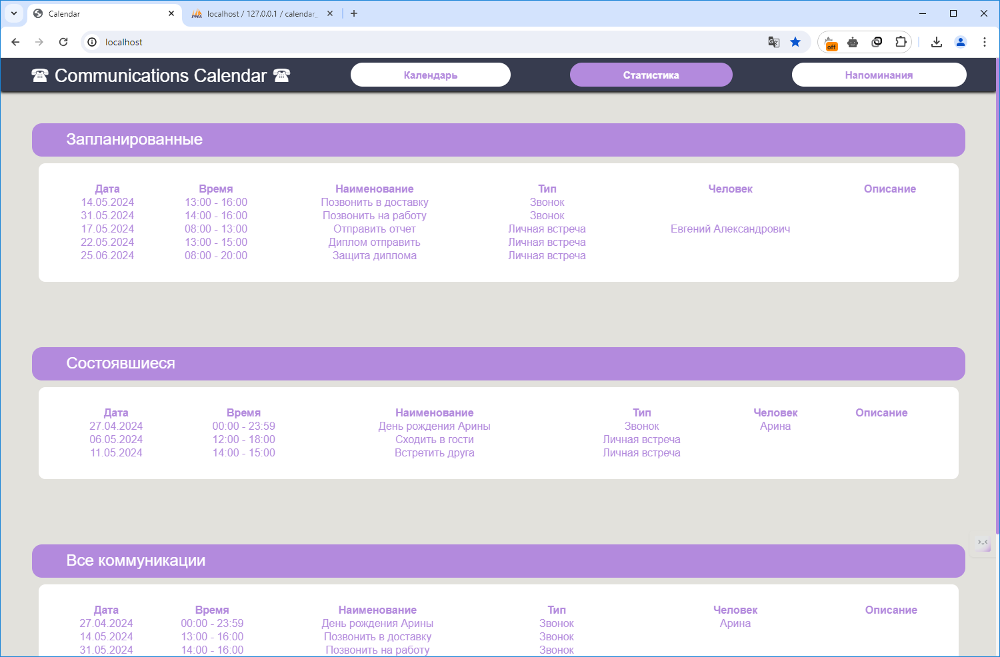 Calendar
localhost / 127.0.0.1 / calendar_
localhost
off
Communications Calendar
Календарь
Статистика
Напоминания
Запланированные
Дата Время Наименование Тип Человек Описание
14.05.2024 13:00 - 16:00 Позвонить в доставку Звонок
31.05.2024 14:00 - 16:00 Позвонить на работу Звонок
17.05.2024 08:00 - 13:00 Отправить отчет Личная встреча Евгений Александрович
22.05.2024 13:00 - 15:00 Диплом отправить Личная встреча
25.06.2024 08:00 - 20:00 Защита диплома Личная встреча
Состоявшиеся
Дата Время Наименование Тип Человек Описание
27.04.2024 00:00 - 23:59 День рождения Арины Звонок Арина
06.05.2024 12:00 - 18:00 Сходить в гости Личная встреча
11.05.2024 14:00 - 15:00 Встретить друга Личная встреча
Все коммуникации
Дата Время Наименование Тип Человек Описание
27.04.2024 00:00 - 23:59 День рождения Арины Звонок Арина
14.05.2024 13:00 - 16:00 Позвонить в доставку Звонок
31.05.2024 14:00 - 16:00 Позвонить на работу Звонок